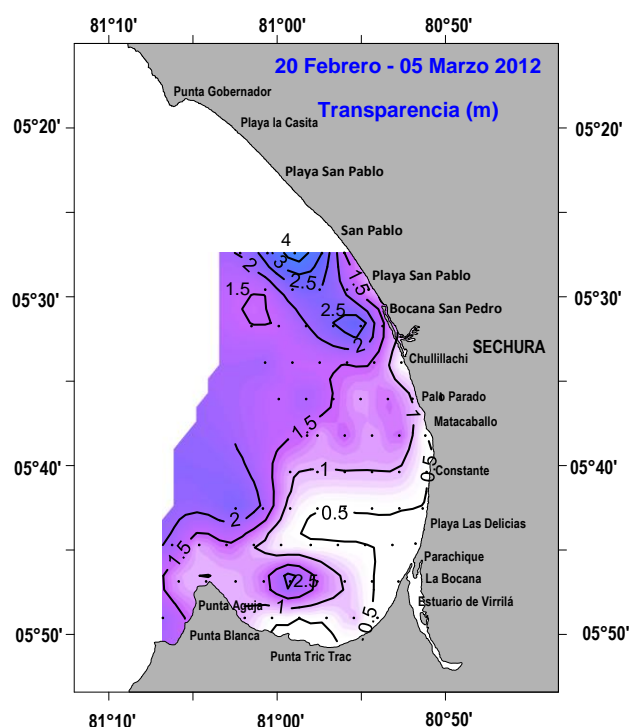 81°10' 81°00' 80°50'
20 Febrero - 05 Marzo 2012
Transparencia (m)
Punta Gobernador
05°20' 05°20'
Playa la Casita
Playa San Pablo
San Pablo
4
3
2
2.5
1.5
Playa San Pablo
1.5
05°30' 05°30'
2.5
Bocana San Pedro
2
SECHURA
Chullillachi
Palo Parado
1
Matacaballo
1.5
1
0.5
05°40' 05°40'
Constante
2
0.5
Playa Las Delicias
1.5
Parachique
2.5
La Bocana
1
0.5
Punta Aguja
Estuario de Virrilá
Punta Blanca
05°50' 05°50'
Punta Tric Trac
81°10' 81°00' 80°50'